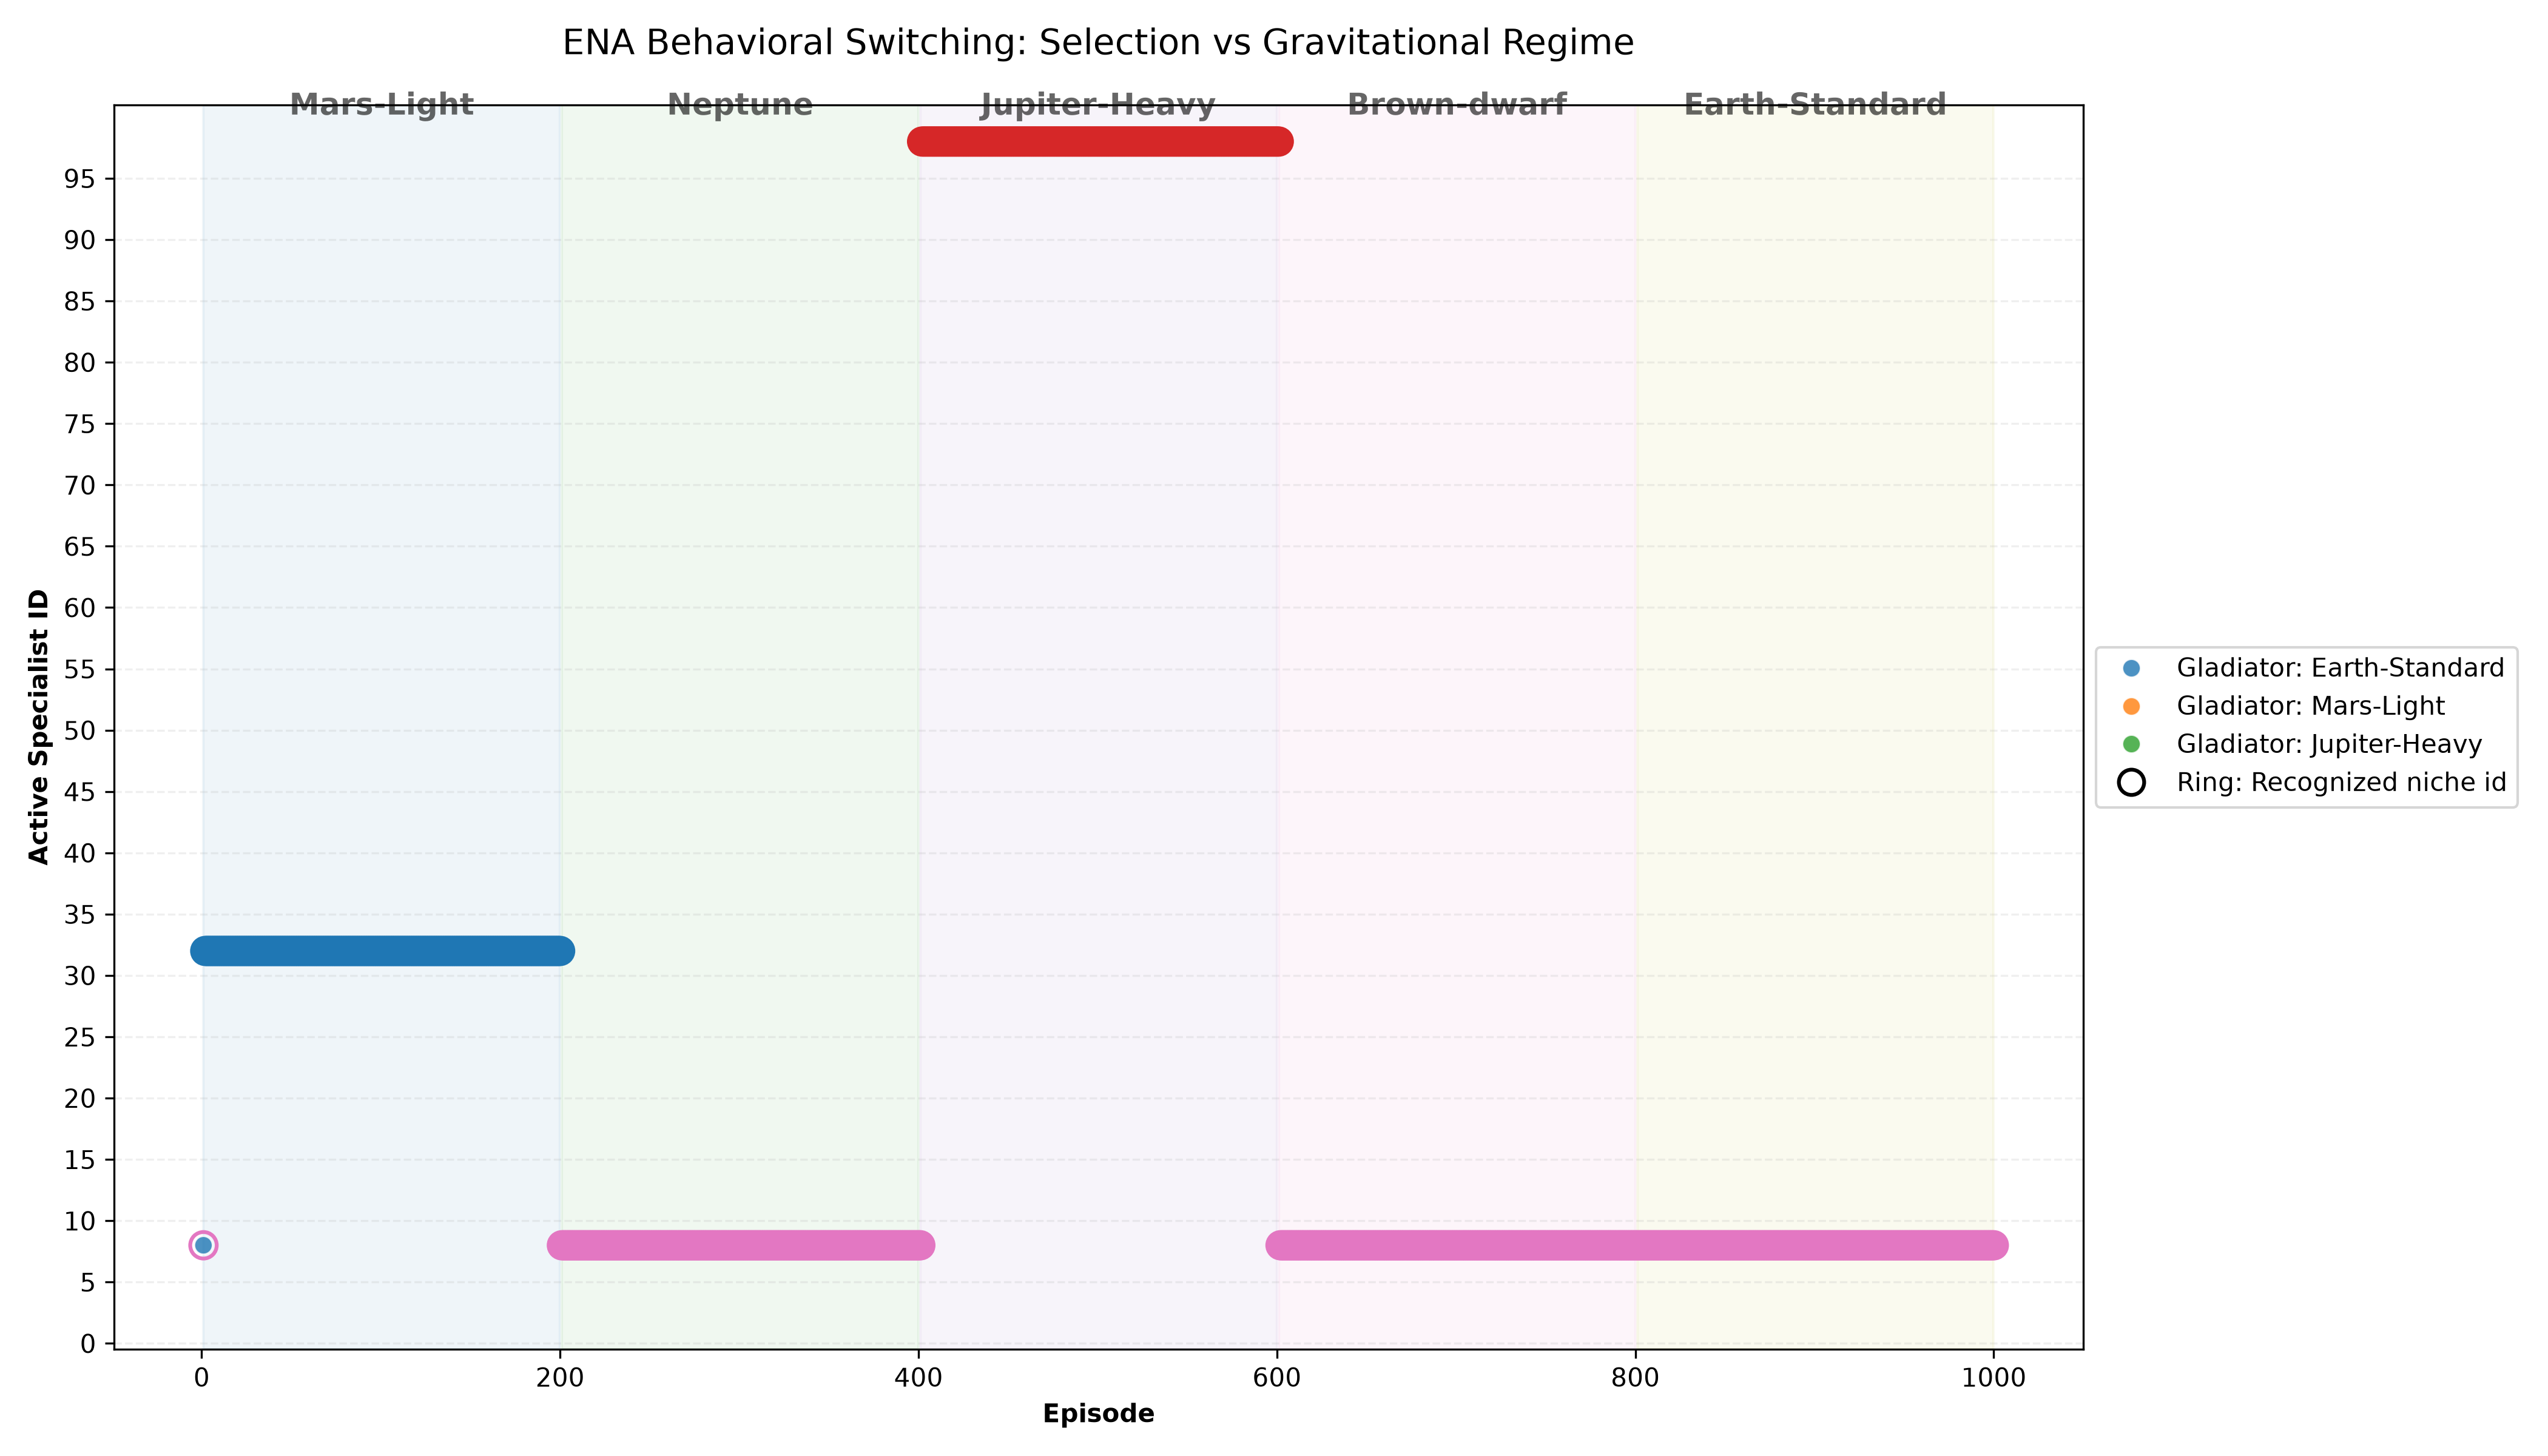 ENA Behavioral Switching: Selection vs Gravitational Regime
Mars-Light Neptune Jupiter-Heavy Brown-dwarf Earth-Standard
95
90
85
80
75
70
65
60
55
50
45
40
35
30
25
20
15
10
5
0
Active Specialist ID
0 200 400 600 800 1000
Episode
Gladiator: Earth-Standard
Gladiator: Mars-Light
Gladiator: Jupiter-Heavy
Ring: Recognized niche id